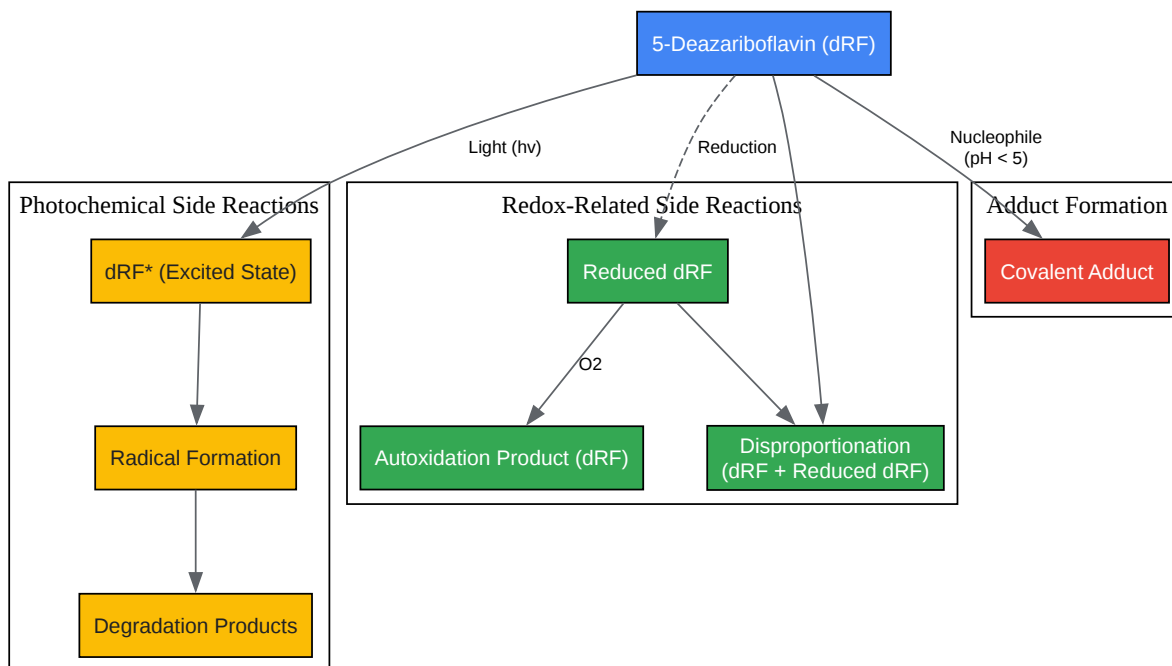 5-Deazariboflavin (dRF)
Light (hv)
Reduction
Nucleophile
(pH < 5)
Photochemical Side Reactions
Redox-Related Side Reactions
Adduct Formation
dRF* (Excited State)
Reduced dRF
Covalent Adduct
O2
Radical Formation
Autoxidation Product (dRF)
Disproportionation
(dRF + Reduced dRF)
Degradation Products